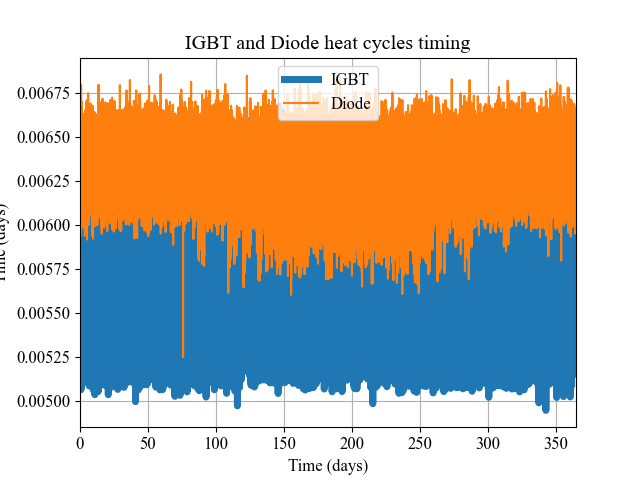 IGBT and Diode heat cycles timing
IGBT
Diode
0.00675
0.00650
0.00625
0.00600
0.00575
0.00550
0.00525
0.00500
Time (days)
0 50 100 150 200 250 300 350
Time (days)